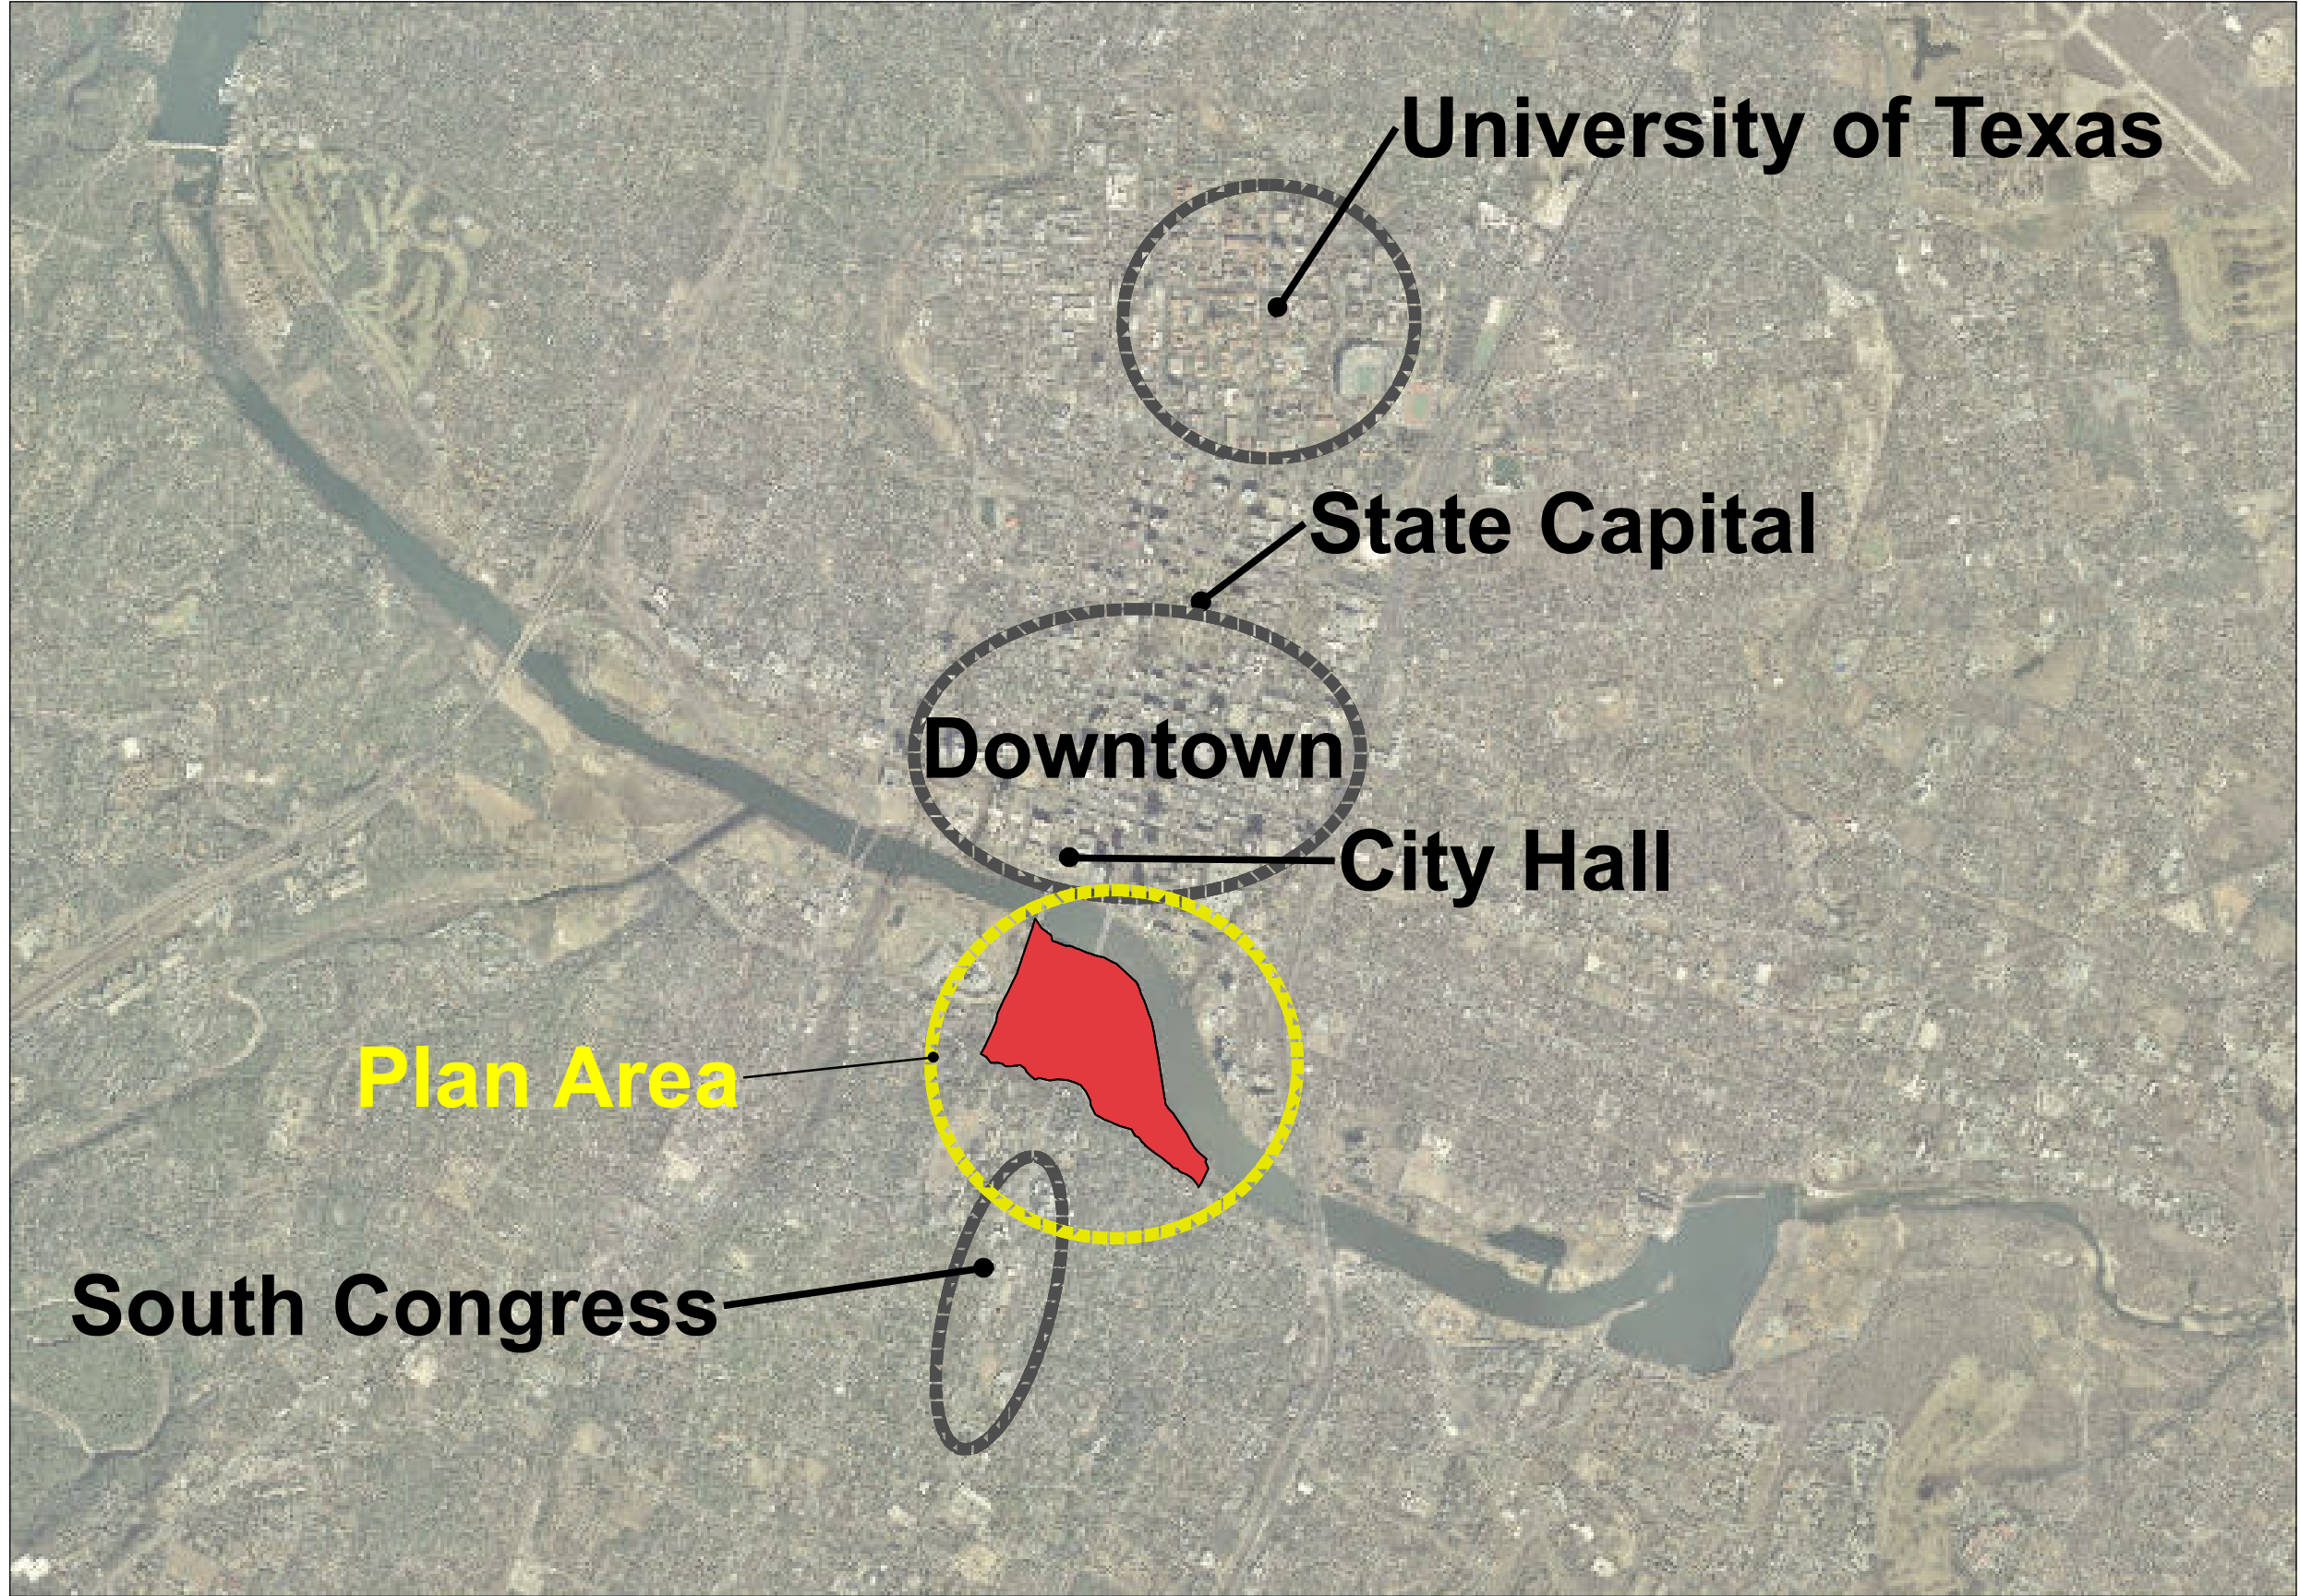 University of Texas
State Capital
Downtown
City Hall
Plan Area
South Congress